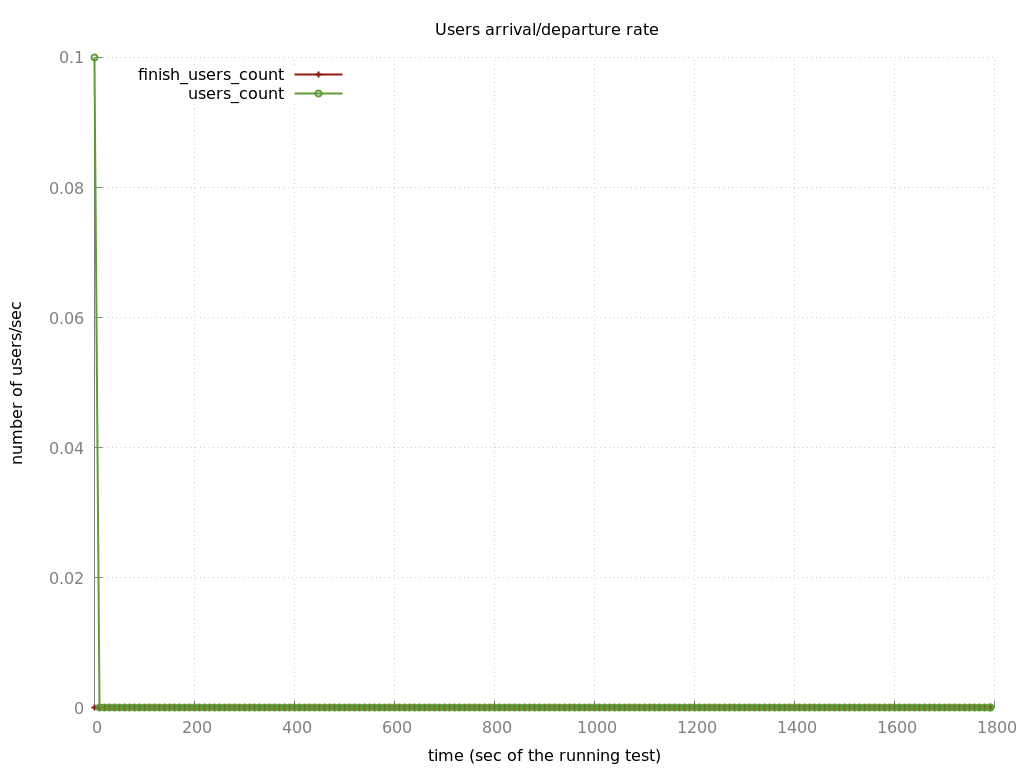 Users arrival/departure rate
finish_users_count
users_count
number of users/sec
0.1
0.08
0.06
0.04
0.02
0
0 200 400 600 800 1000 1200 1400 1600 1800
time (sec of the running test)